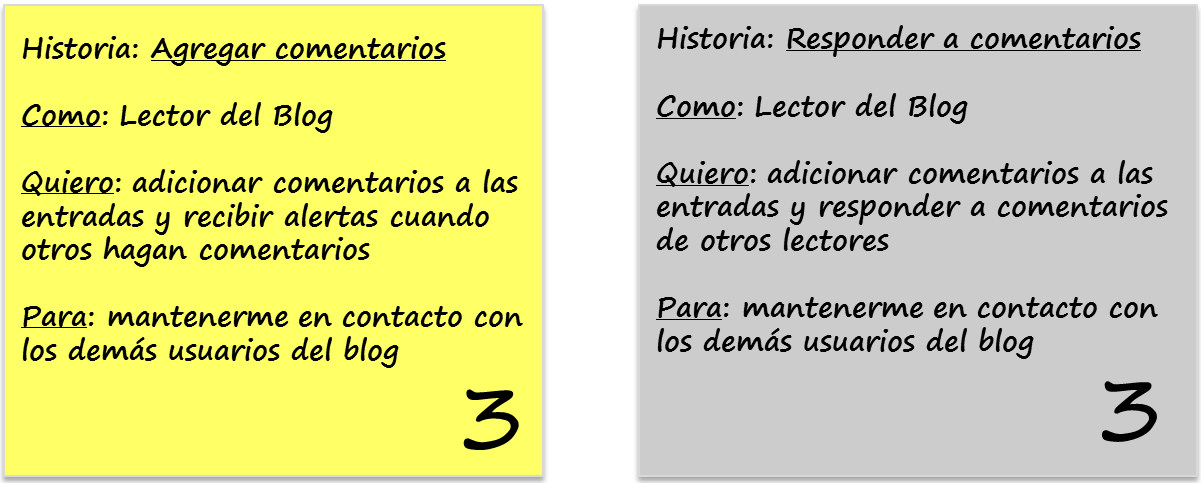 Historia: Agregar comentarios
Como: Lector del Blog
Quiero: adicionar comentarios a las
entradas y recibir alertas cuando
otros hagan comentarios
Para: mantenerme en contacto con
los demás usuarios del blog
3
Historia: Responder a comentarios
Como: Lector del Blog
Quiero: adicionar comentarios a las
entradas y responder a comentarios
de otros lectores
Para: mantenerme en contacto con
los demás usuarios del blog
3